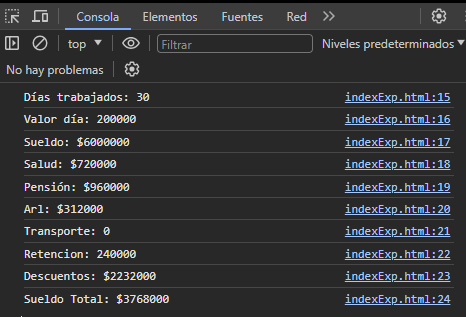 Consola Elementos Fuentes Red
top Filtrar Niveles predeterminados
No hay problemas
Días trabajados: 30 indexExp.html:15
Valor día: 200000 indexExp.html:16
Sueldo: $6000000 indexExp.html:17
Salud: $720000 indexExp.html:18
Pensión: $960000 indexExp.html:19
Arl: $312000 indexExp.html:20
Transporte: 0 indexExp.html:21
Retencion: 240000 indexExp.html:22
Descuentos: $2232000 indexExp.html:23
Sueldo Total: $3768000 indexExp.html:24